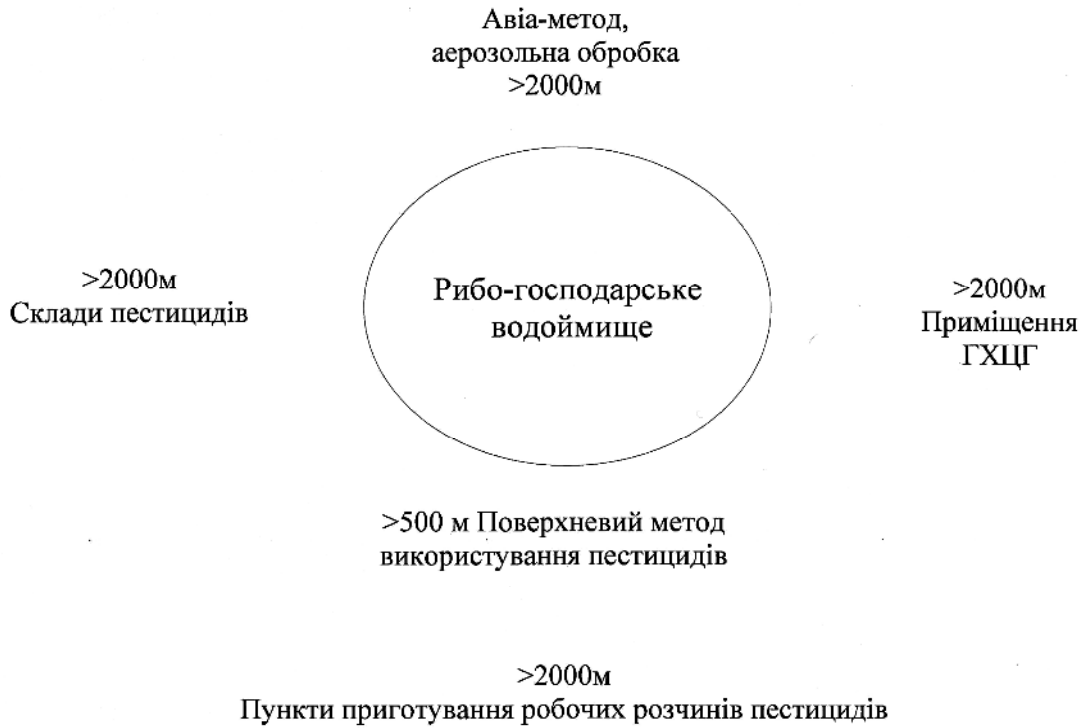 Авіа-метод,
аерозольна обробка
>2000м
>2000м
Склади пестицидів
Рибо-господарське
водоймище
>2000м
Приміщення
ГХЦГ
>500 м Поверхневий метод
використування пестицидів
>2000м
Пункти приготування робочих розчинів пестицидів